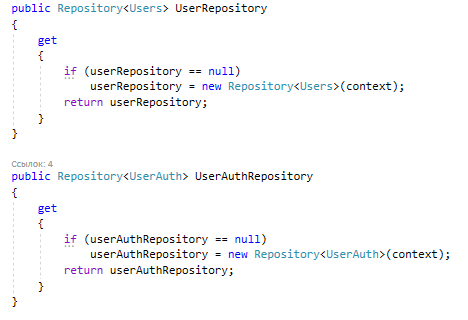 public Repository<Users> UserRepository
{
    get
    {
        if (userRepository == null)
            userRepository = new Repository<Users>(context);
        return userRepository;
    }
}
Ссылок: 4
public Repository<UserAuth> UserAuthRepository
{
    get
    {
        if (userAuthRepository == null)
            userAuthRepository = new Repository<UserAuth>(context);
        return userAuthRepository;
    }
}